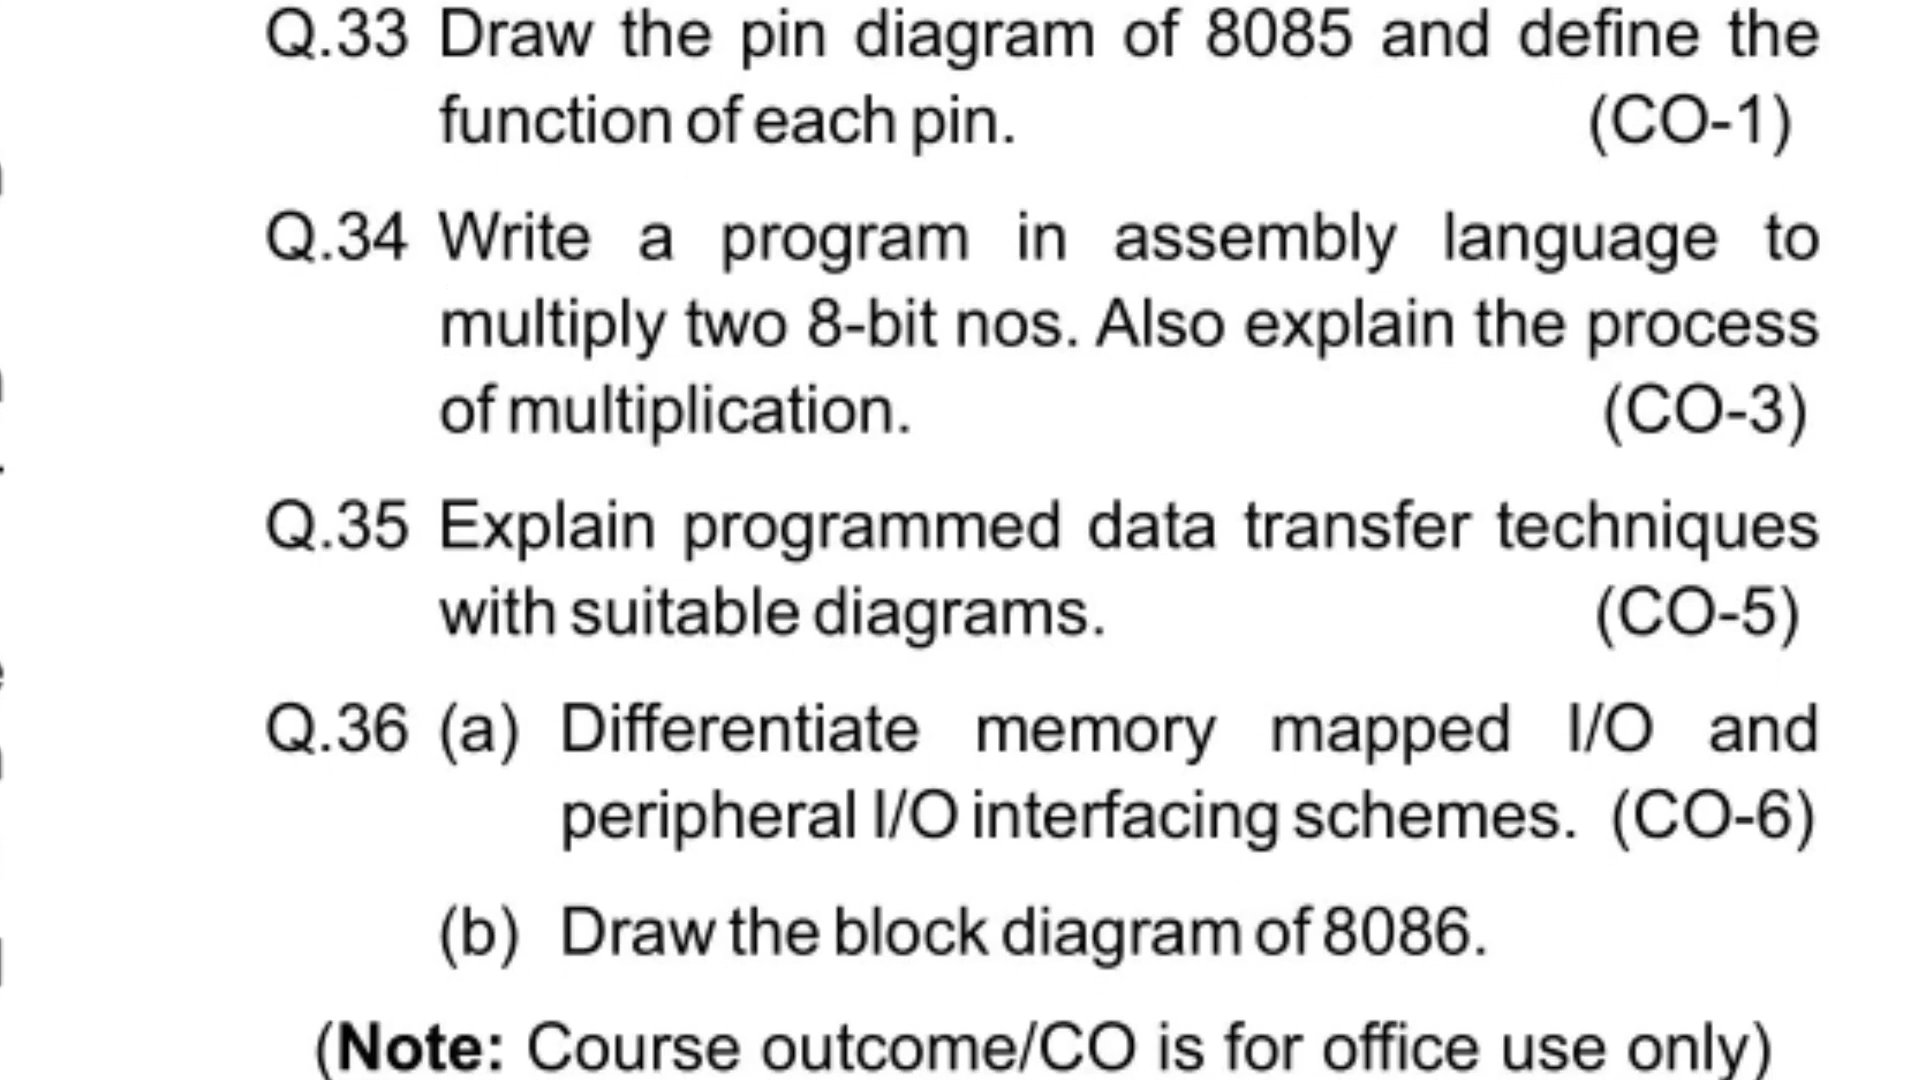 Q.33 Draw the pin diagram of 8085 and define the
function of each pin. (CO-1)
Q.34 Write a program in assembly language to
multiply two 8-bit nos. Also explain the process
of multiplication. (CO-3)
Q.35 Explain programmed data transfer techniques
with suitable diagrams. (CO-5)
Q.36 (a) Differentiate memory mapped I/O and
peripheral I/O interfacing schemes. (CO-6)
(b) Draw the block diagram of 8086.
(Note: Course outcome/CO is for office use only)